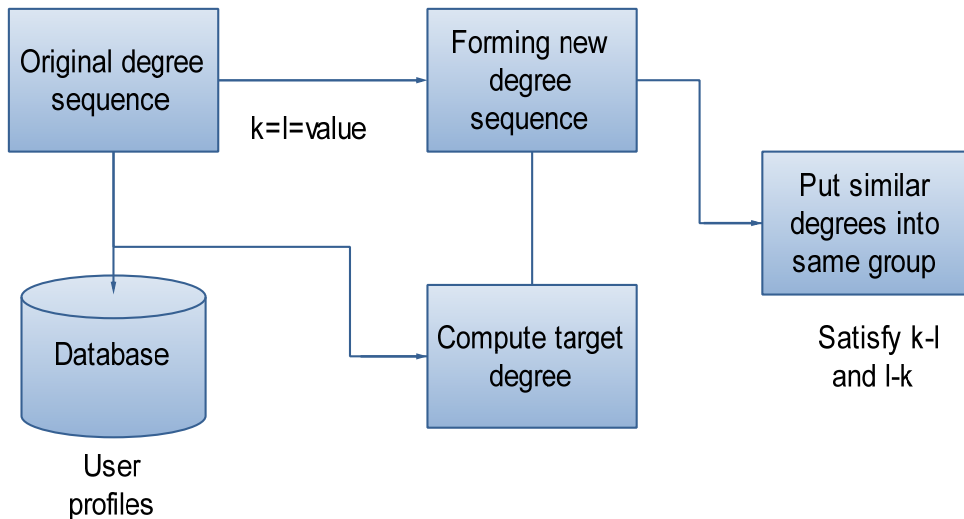 Original degree
sequence
k=l=value
Forming new
degree
sequence
Put similar
degrees into
same group
Satisfy k-l
and l-k
Compute target
degree
Database
User
profiles